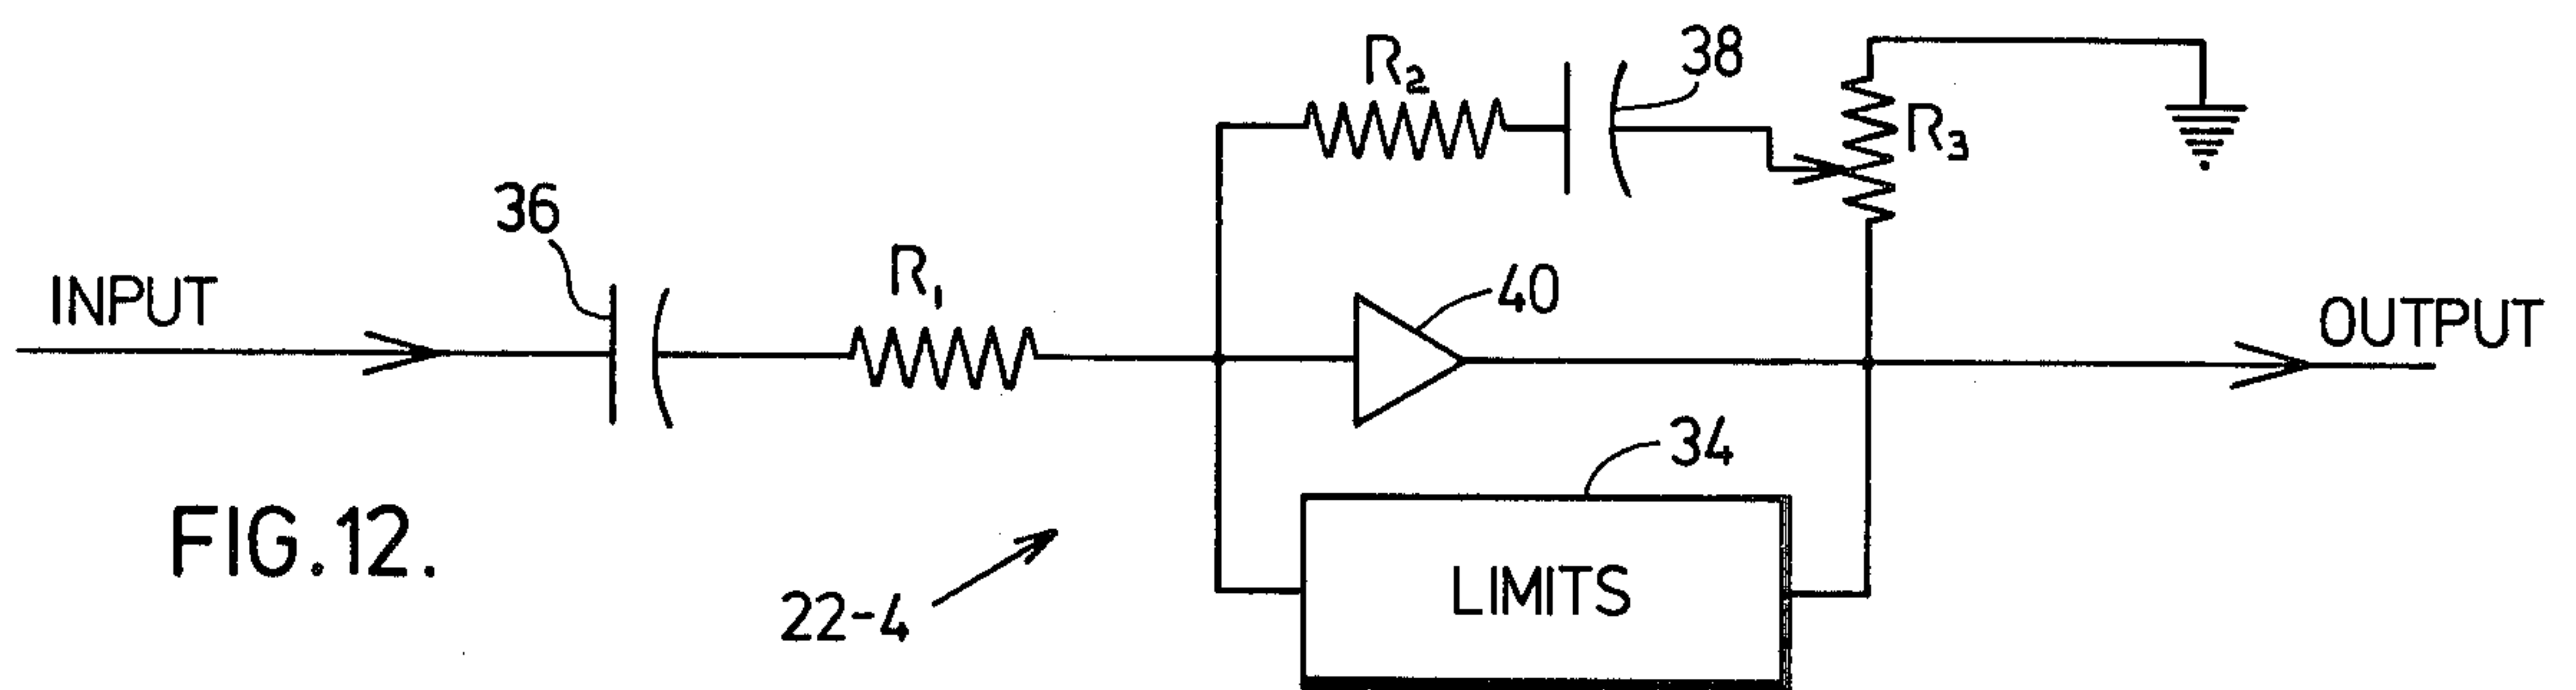 R₂
38
R₃
36
R₁
INPUT
40
OUTPUT
34
FIG.12.
LIMITS
22-4